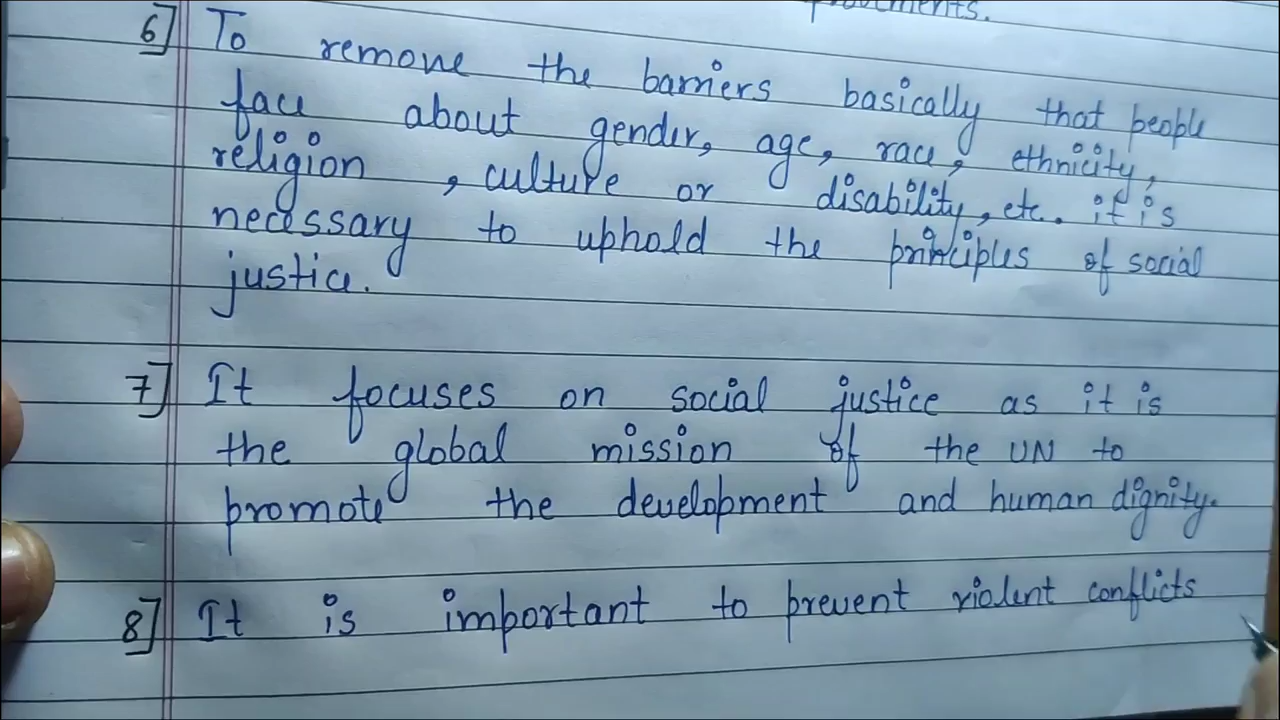 6] To remove the barriers basically that people
face about gender, age, race, ethnicity,
religion , culture or disability, etc. it is
necessary to uphold the principles of social
justice.
7] It focuses on social justice as it is
the global mission of the UN to
promote the development and human dignity.
8] It is important to prevent violent conflicts